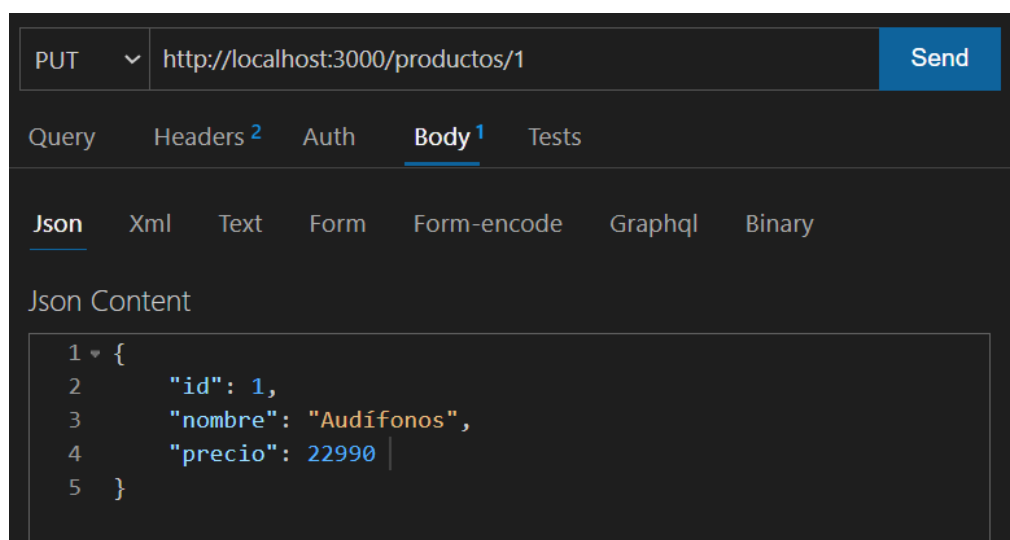 PUT http://localhost:3000/productos/1 Send
Query Headers 2 Auth Body 1 Tests
Json Xml Text Form Form-encode Graphql Binary
Json Content
1 {
2 "id": 1,
3 "nombre": "Audífonos",
4 "precio": 22990
5 }